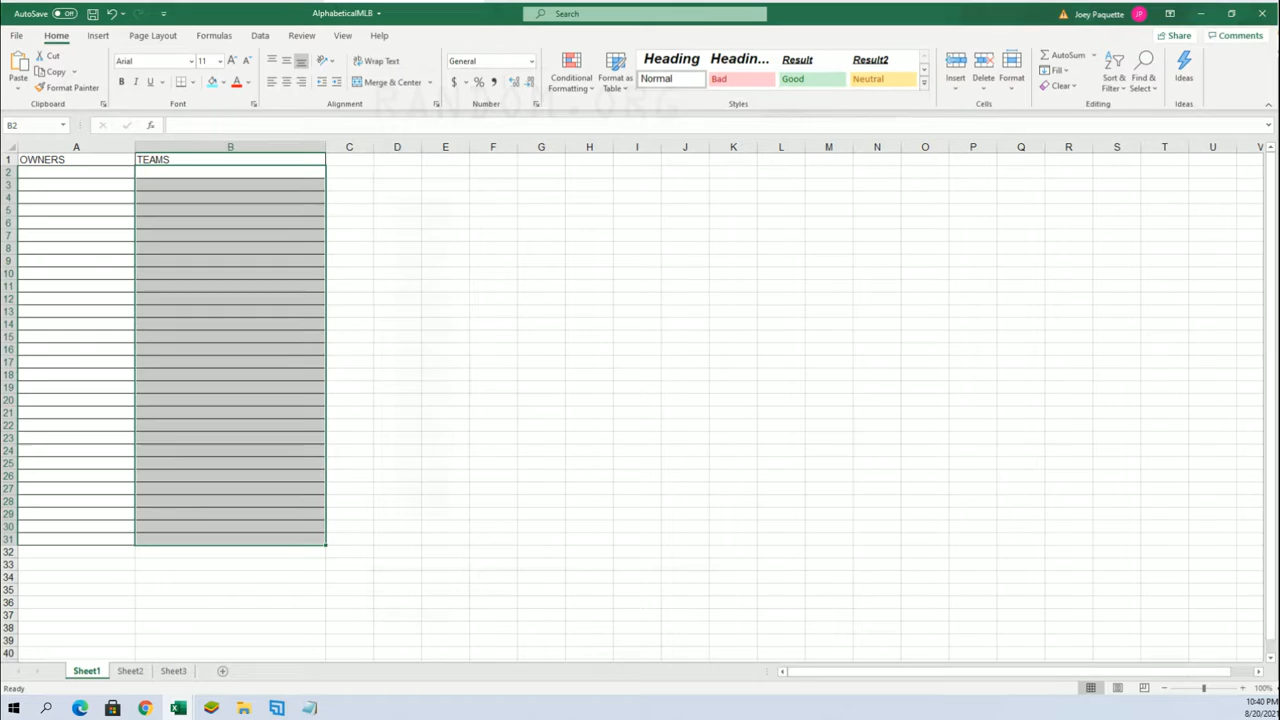 AutoSave Off AlphabeticalMLB Search Joey Paquette JP
File Home Insert Page Layout Formulas Data Review View Help Share Comments
Paste Cut Copy Format Painter Clipboard
Arial 11 B I U Font
Wrap Text Merge & Center Alignment
General $ % Number
Conditional Formatting Format as Table
Heading Headin... Result Result2
Normal Bad Good Neutral Styles
Insert Delete Format Cells
AutoSum Fill Clear Sort & Filter Find & Select Editing
Ideas Ideas
RANDOM.ORG
B2 fx
A B C D E F G H I J K L M N O P Q R S T U V
1 OWNERS TEAMS
2
3
4
5
6
7
8
9
10
11
12
13
14
15
16
17
18
19
20
21
22
23
24
25
26
27
28
29
30
31
32
33
34
35
36
37
38
39
40
Sheet1 Sheet2 Sheet3
Ready 100%
10:40 PM
8/20/2021